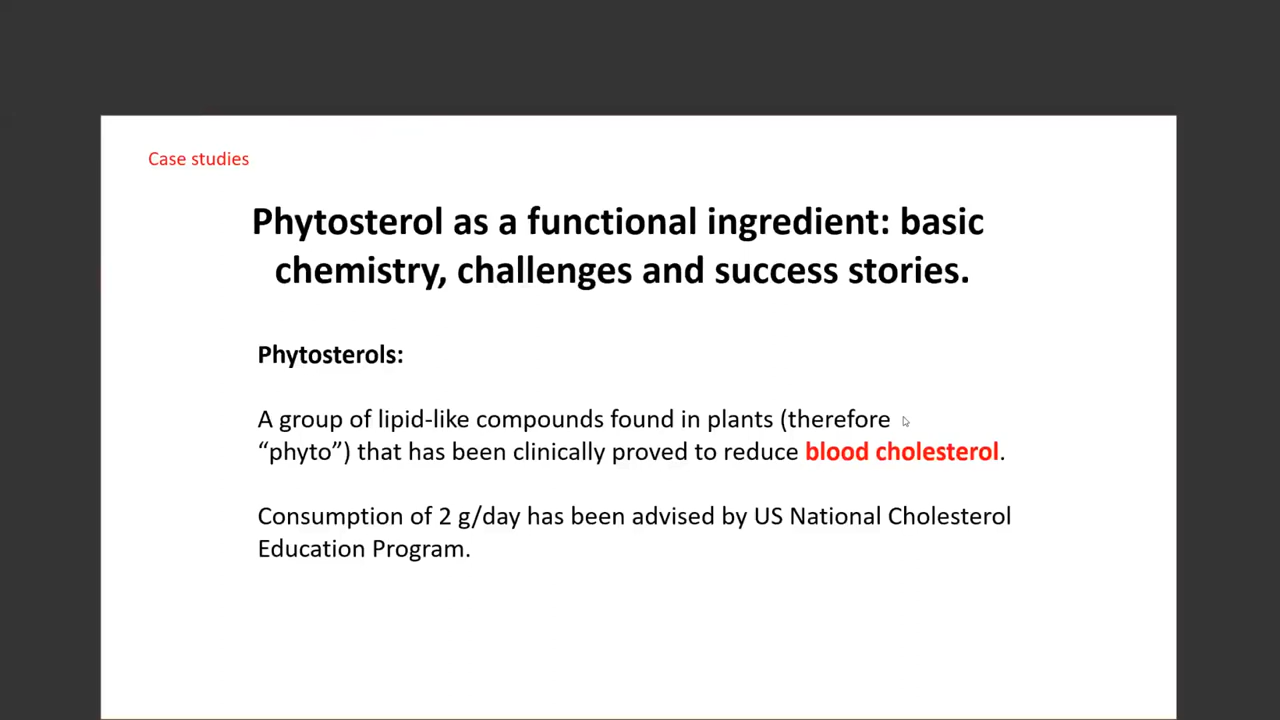 Case studies
Phytosterol as a functional ingredient: basic
chemistry, challenges and success stories.
Phytosterols:
A group of lipid-like compounds found in plants (therefore
“phyto”) that has been clinically proved to reduce blood cholesterol.
Consumption of 2 g/day has been advised by US National Cholesterol
Education Program.